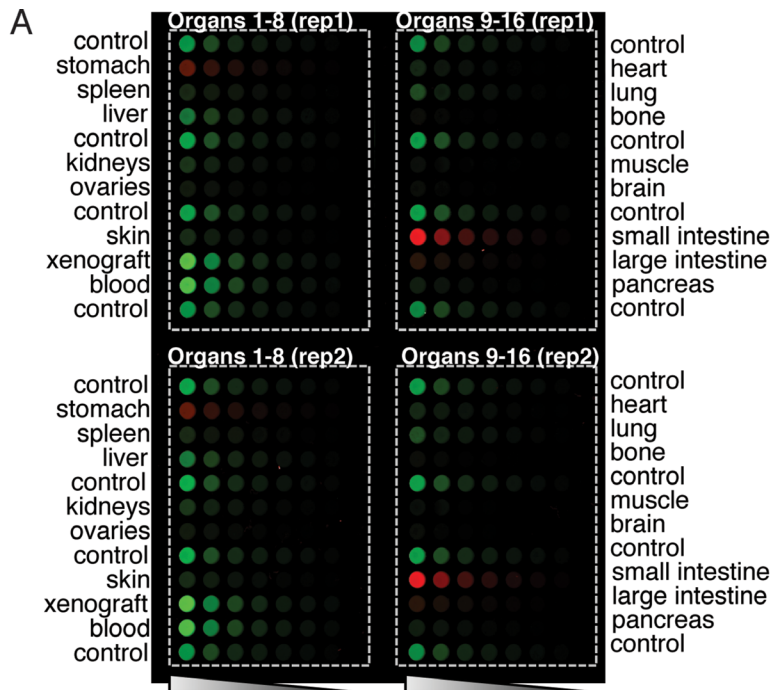 A
Organs 1-8 (rep1)
Organs 9-16 (rep1)
control
stomach
spleen
liver
control
kidneys
ovaries
control
skin
xenograft
blood
control
control
heart
lung
bone
control
muscle
brain
control
small intestine
large intestine
pancreas
control
Organs 1-8 (rep2)
Organs 9-16 (rep2)
control
stomach
spleen
liver
control
kidneys
ovaries
control
skin
xenograft
blood
control
control
heart
lung
bone
control
muscle
brain
control
small intestine
large intestine
pancreas
control